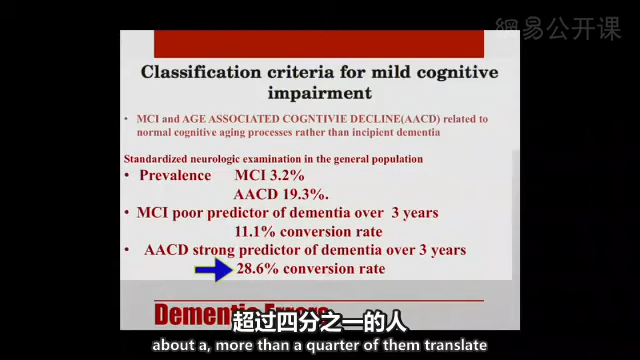 網易公开课
Classification criteria for mild cognitive
impairment
• MCI and AGE ASSOCIATED COGNTIVIE DECLINE(AACD) related to
normal cognitive aging processes rather than incipient dementia
Standardized neurologic examination in the general population
• Prevalence MCI 3.2%
AACD 19.3%.
• MCI poor predictor of dementia over 3 years
11.1% conversion rate
• AACD strong predictor of dementia over 3 years
28.6% conversion rate
Dementia Errors
超过四分之一的人
about a, more than a quarter of them translate